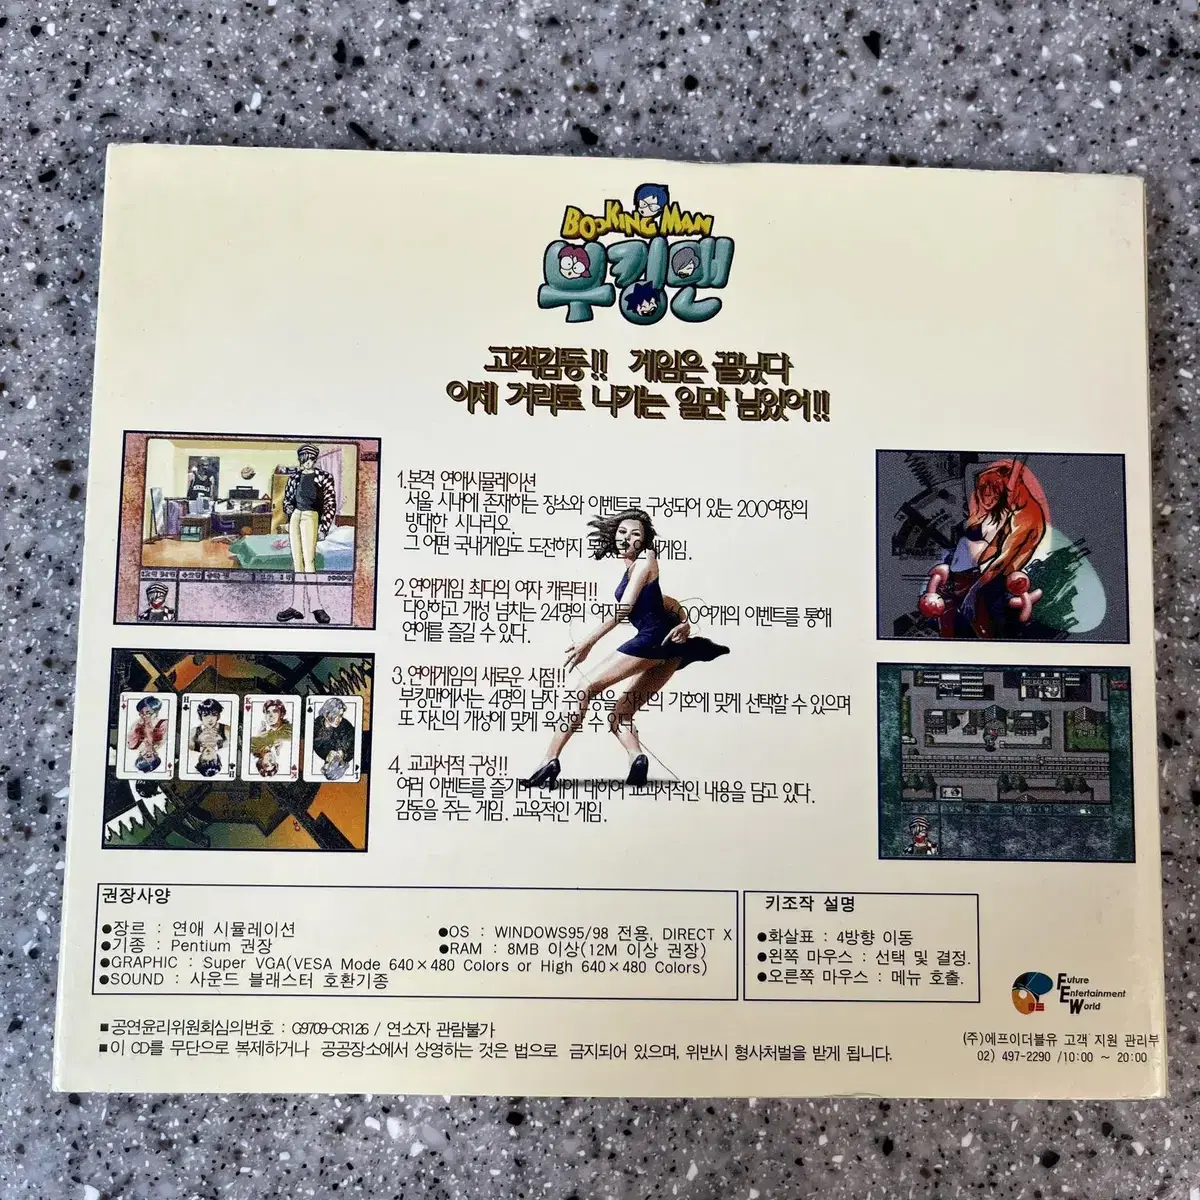 BOOKING MAN
부킹맨
고객감동!! 게임은 끝났다
이제 거리로 나가는 일만 남았어!!
1.본격 연애시뮬레이션
서울 시내에 존재하는 장소와 이벤트로 구성되어 있는 200여장의
방대한 시나리오.
그 어떤 국내게임도 도전하지 못했던 연애게임.
2.연애게임 최다의 여자 캐릭터!!
다양하고 개성 넘치는 24명의 여자들 600여개의 이벤트를 통해
연애를 즐길 수 있다.
3.연애게임의 새로운 시점!!
부킹맨에서는 4명의 남자 주인공을 자신의 기호에 맞게 선택할 수 있으며
또 자신의 개성에 맞게 육성할 수 있다.
4. 교과서적 구성!!
여러 이벤트를 즐기며 연애에 대하여 교과서적인 내용을 담고 있다.
감동을 주는 게임. 교육적인 게임.
권장사양
●장르 : 연애 시뮬레이션
●기종 : Pentium 권장
●OS : WINDOWS95/98 전용, DIRECT X
●RAM : 8MB 이상(12M 이상 권장)
●GRAPHIC : Super VGA(VESA Mode 640×480 Colors or High 640×480 Colors)
●SOUND : 사운드 블래스터 호환기종
키조작 설명
●화살표 : 4방향 이동
●왼쪽 마우스 : 선택 및 결정.
●오른쪽 마우스 : 메뉴 호출.
Future
Entertainment
World
■공연윤리위원회심의번호 : C9709-CR126 / 연소자 관람불가
■이 CD를 무단으로 복제하거나 공공장소에서 상영하는 것은 법으로 금지되어 있으며, 위반시 형사처벌을 받게 됩니다.
(주)에프이더블유 고객 지원 관리부
02) 497-2290 /10:00 ~ 20:00